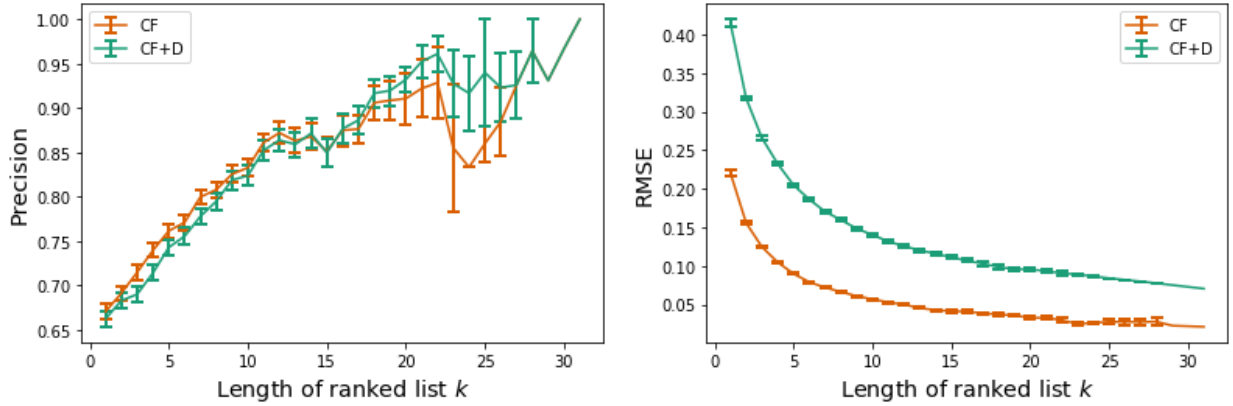 CF
CF+D
1.00
0.95
0.90
0.85
0.80
0.75
0.70
0.65
Precision
0 5 10 15 20 25 30
Length of ranked list k
CF
CF+D
0.40
0.35
0.30
0.25
0.20
0.15
0.10
0.05
RMSE
0 5 10 15 20 25 30
Length of ranked list k